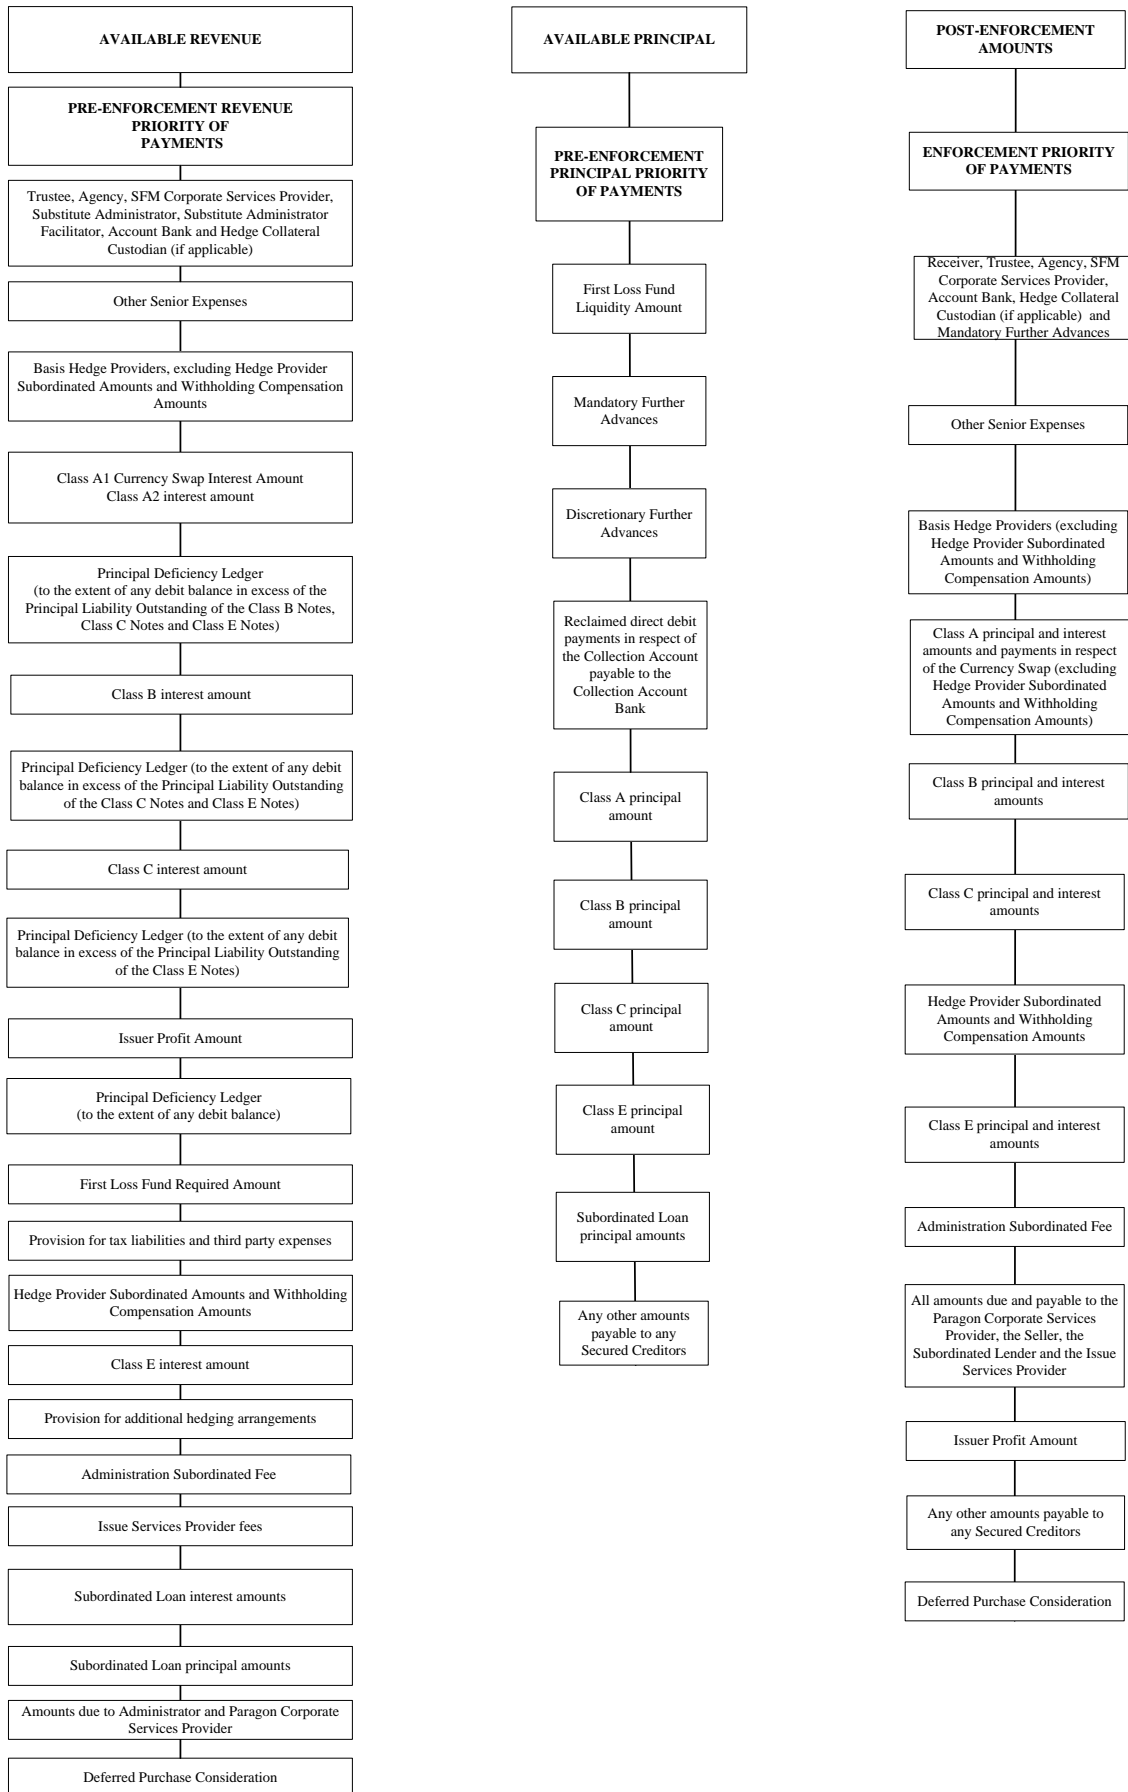 AVAILABLE REVENUE
PRE-ENFORCEMENT REVENUE
PRIORITY OF
PAYMENTS
Trustee, Agency, SFM Corporate Services Provider,
Substitute Administrator, Substitute Administrator
Facilitator, Account Bank and Hedge Collateral
Custodian (if applicable)
Other Senior Expenses
Basis Hedge Providers, excluding Hedge Provider
Subordinated Amounts and Withholding Compensation
Amounts
Class A1 Currency Swap Interest Amount
Class A2 interest amount
Principal Deficiency Ledger
(to the extent of any debit balance in excess of the
Principal Liability Outstanding of the Class B Notes,
Class C Notes and Class E Notes)
Class B interest amount
Principal Deficiency Ledger (to the extent of any debit
balance in excess of the Principal Liability Outstanding
of the Class C Notes and Class E Notes)
Class C interest amount
Principal Deficiency Ledger (to the extent of any debit
balance in excess of the Principal Liability Outstanding
of the Class E Notes)
Issuer Profit Amount
Principal Deficiency Ledger
(to the extent of any debit balance)
First Loss Fund Required Amount
Provision for tax liabilities and third party expenses
Hedge Provider Subordinated Amounts and Withholding
Compensation Amounts
Class E interest amount
Provision for additional hedging arrangements
Administration Subordinated Fee
Issue Services Provider fees
Subordinated Loan interest amounts
Subordinated Loan principal amounts
Amounts due to Administrator and Paragon Corporate
Services Provider
Deferred Purchase Consideration
AVAILABLE PRINCIPAL
PRE-ENFORCEMENT
PRINCIPAL PRIORITY
OF PAYMENTS
First Loss Fund
Liquidity Amount
Mandatory Further
Advances
Discretionary Further
Advances
Reclaimed direct debit
payments in respect of
the Collection Account
payable to the
Collection Account
Bank
Class A principal
amount
Class B principal
amount
Class C principal
amount
Class E principal
amount
Subordinated Loan
principal amounts
Any other amounts
payable to any
Secured Creditors
POST-ENFORCEMENT
AMOUNTS
ENFORCEMENT PRIORITY
OF PAYMENTS
Receiver, Trustee, Agency, SFM
Corporate Services Provider,
Account Bank, Hedge Collateral
Custodian (if applicable) and
Mandatory Further Advances
Other Senior Expenses
Basis Hedge Providers (excluding
Hedge Provider Subordinated
Amounts and Withholding
Compensation Amounts)
Class A principal and interest
amounts and payments in respect
of the Currency Swap (excluding
Hedge Provider Subordinated
Amounts and Withholding
Compensation Amounts)
Class B principal and interest
amounts
Class C principal and interest
amounts
Hedge Provider Subordinated
Amounts and Withholding
Compensation Amounts
Class E principal and interest
amounts
Administration Subordinated Fee
All amounts due and payable to the
Paragon Corporate Services
Provider, the Seller, the
Subordinated Lender and the Issue
Services Provider
Issuer Profit Amount
Any other amounts payable to
any Secured Creditors
Deferred Purchase Consideration